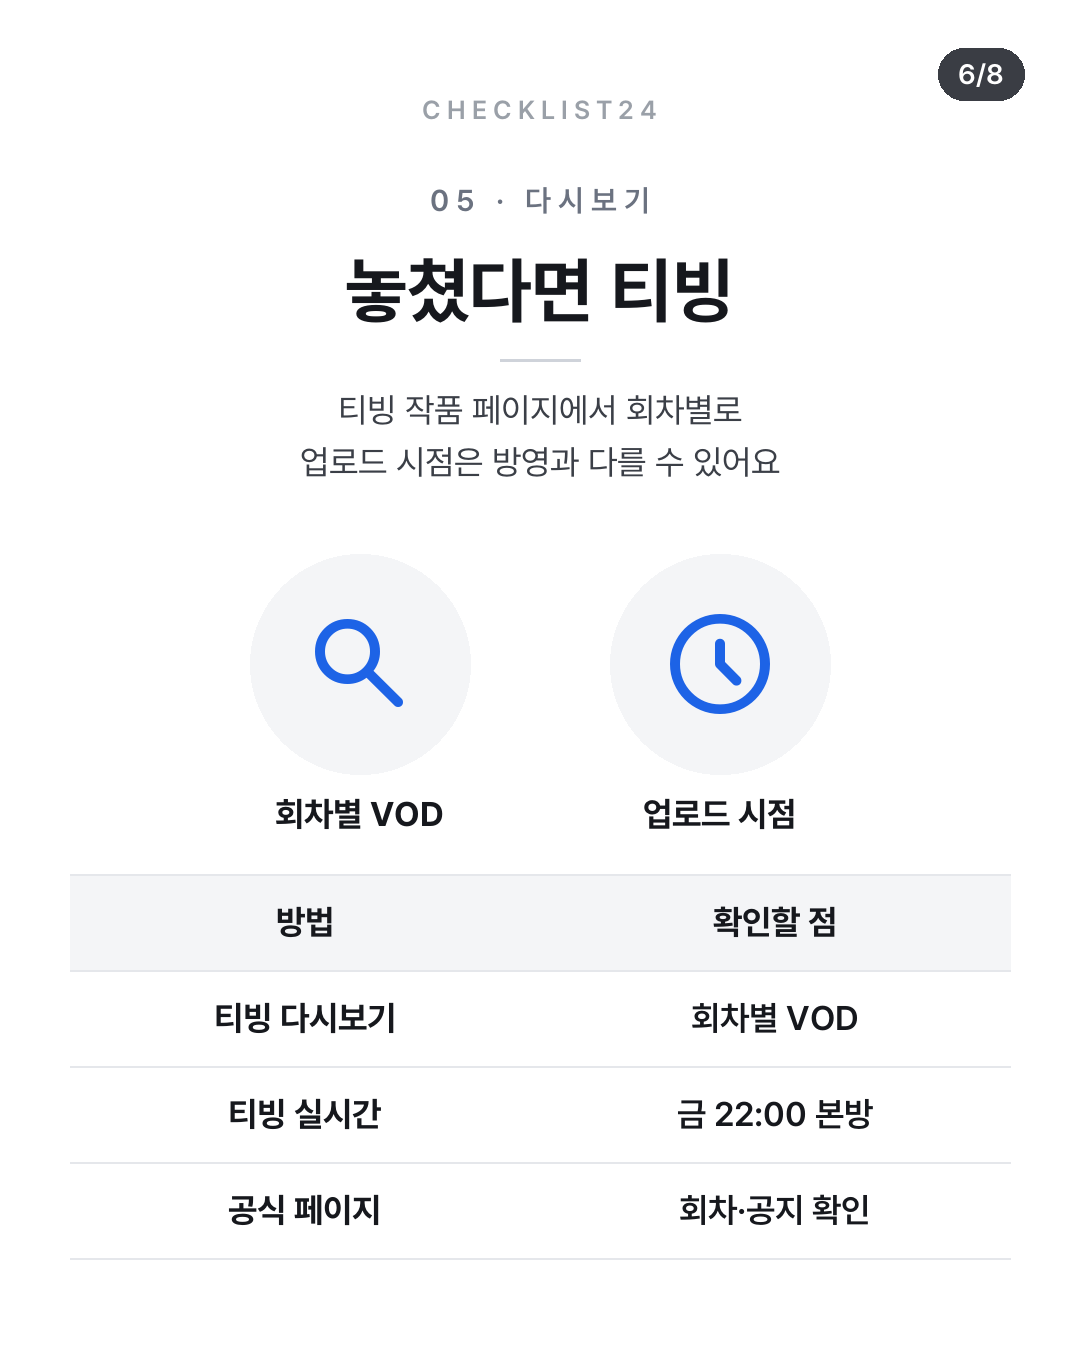 6/8
CHECKLIST24
05 · 다시보기
놓쳤다면 티빙
티빙 작품 페이지에서 회차별로
업로드 시점은 방영과 다를 수 있어요
회차별 VOD
업로드 시점
방법 확인할 점
티빙 다시보기 회차별 VOD
티빙 실시간 금 22:00 본방
공식 페이지 회차·공지 확인